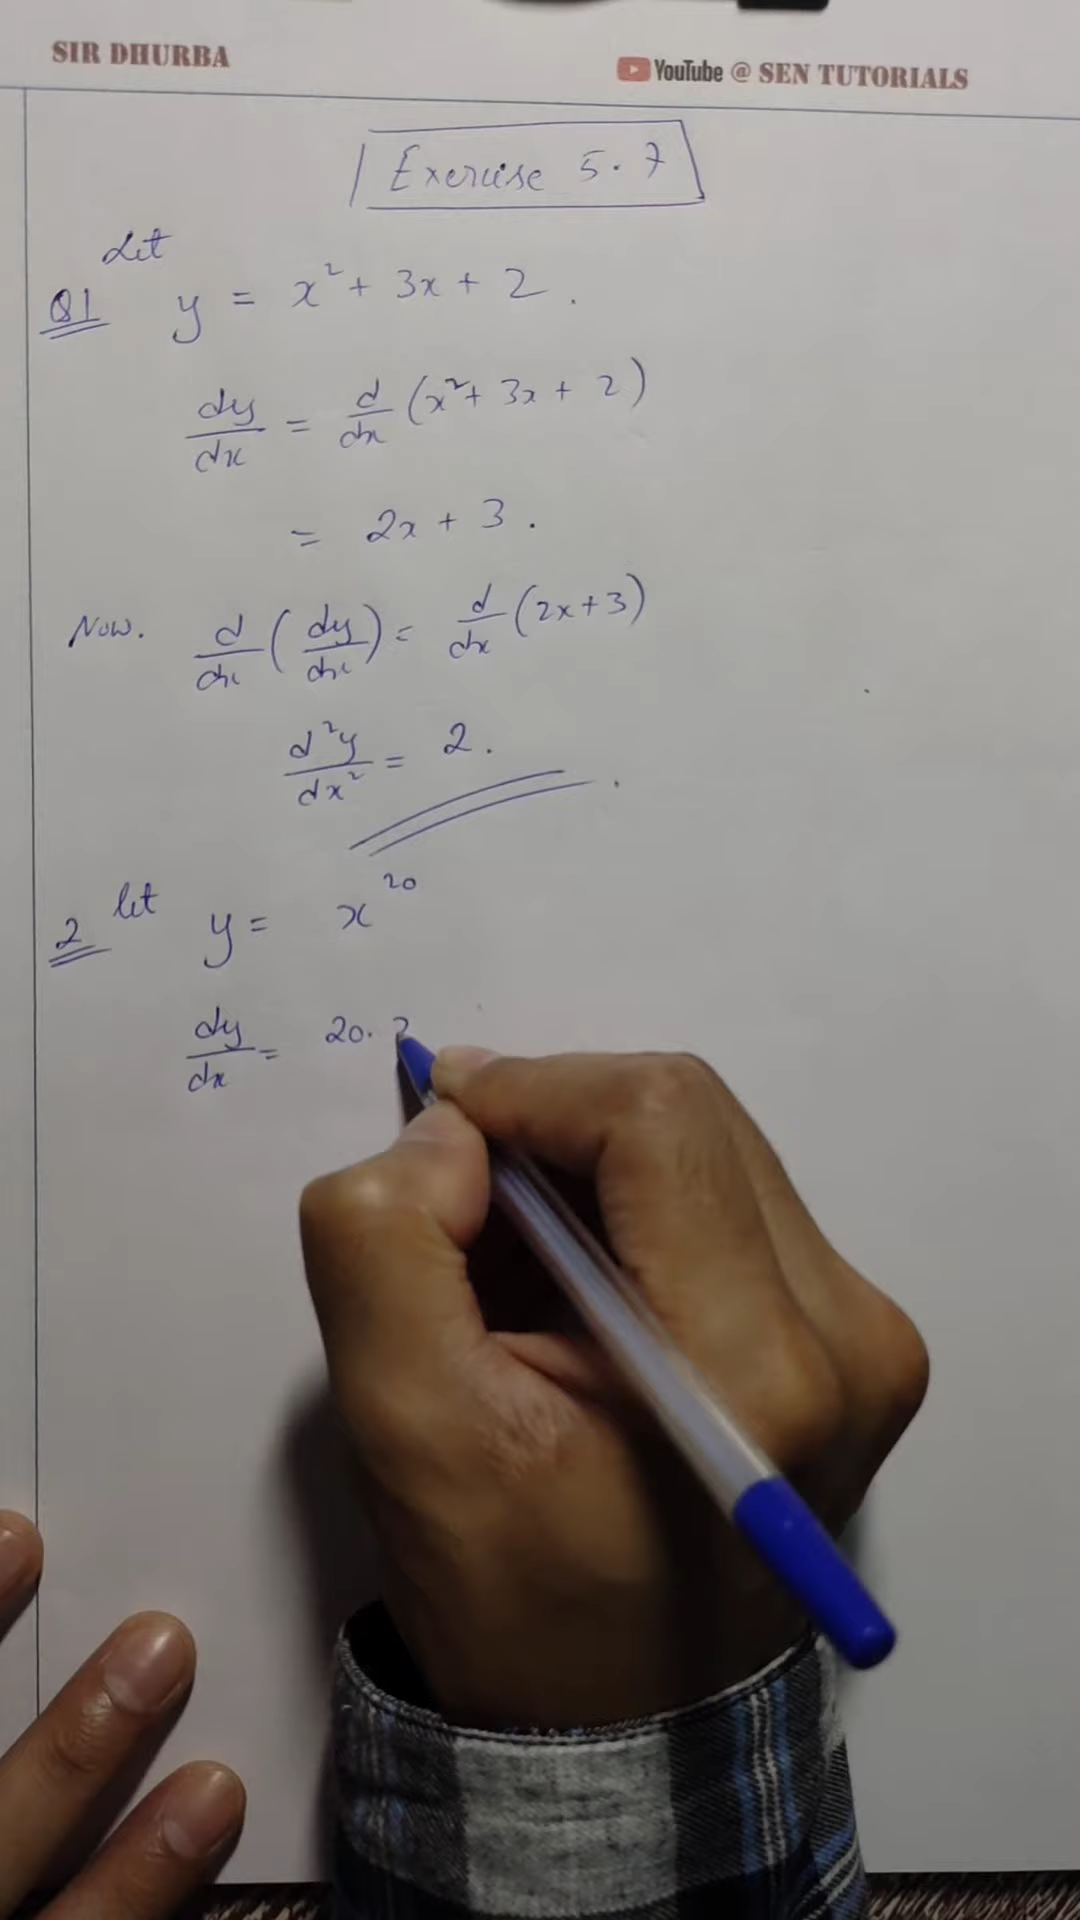 SIR DHURBA
YouTube @ SEN TUTORIALS
Exercise 5.7
Let
Q1 y = x² + 3x + 2 .
dy/dx = d/dx (x² + 3x + 2)
= 2x + 3 .
Now. d/dx (dy/dx) = d/dx (2x+3)
d²y/dx² = 2 .
2 let y = x²⁰
dy/dx = 20.